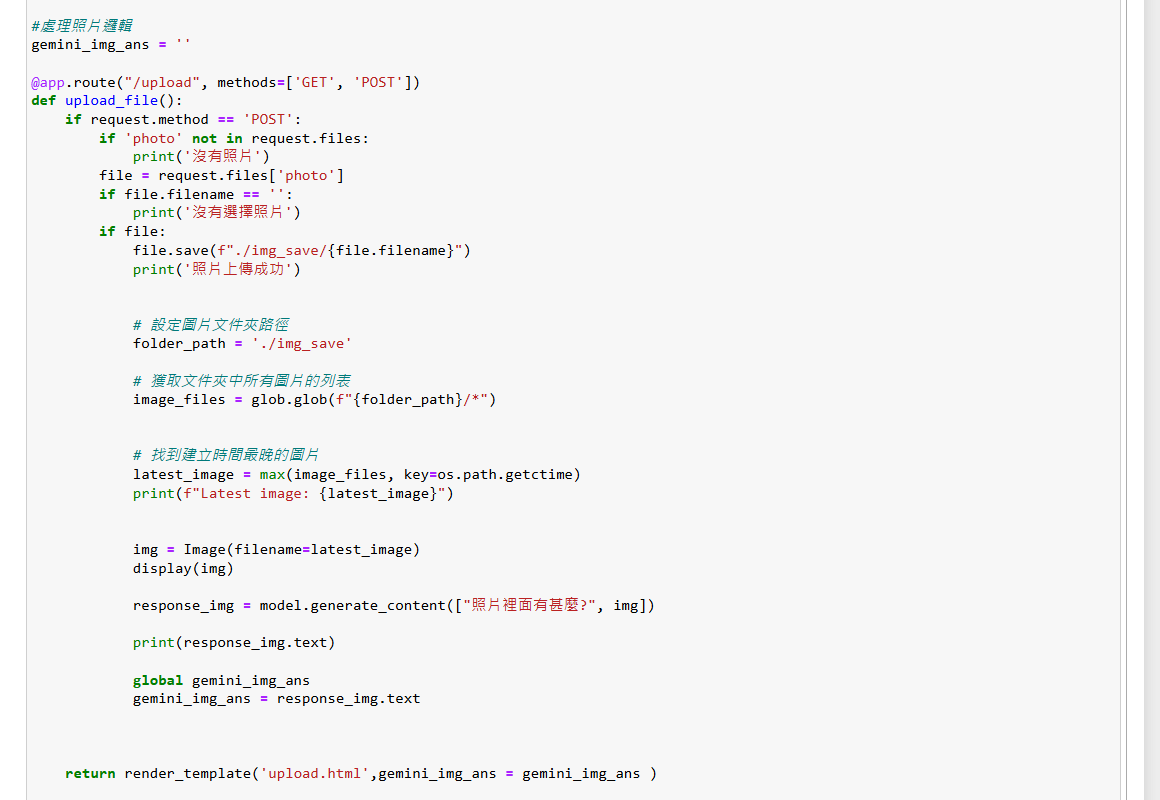 #處理照片邏輯
gemini_img_ans = ''
@app.route("/upload", methods=['GET', 'POST'])
def upload_file():
    if request.method == 'POST':
        if 'photo' not in request.files:
            print('沒有照片')
        file = request.files['photo']
        if file.filename == '':
            print('沒有選擇照片')
        if file:
            file.save(f"./img_save/{file.filename}")
            print('照片上傳成功')
            # 設定圖片文件夾路徑
            folder_path = './img_save'
            # 獲取文件夾中所有圖片的列表
            image_files = glob.glob(f"{folder_path}/*")
            # 找到建立時間最晚的圖片
            latest_image = max(image_files, key=os.path.getctime)
            print(f"Latest image: {latest_image}")
            img = Image(filename=latest_image)
            display(img)
            response_img = model.generate_content(["照片裡面有甚麼?", img])
            print(response_img.text)
            global gemini_img_ans
            gemini_img_ans = response_img.text
    return render_template('upload.html',gemini_img_ans = gemini_img_ans )